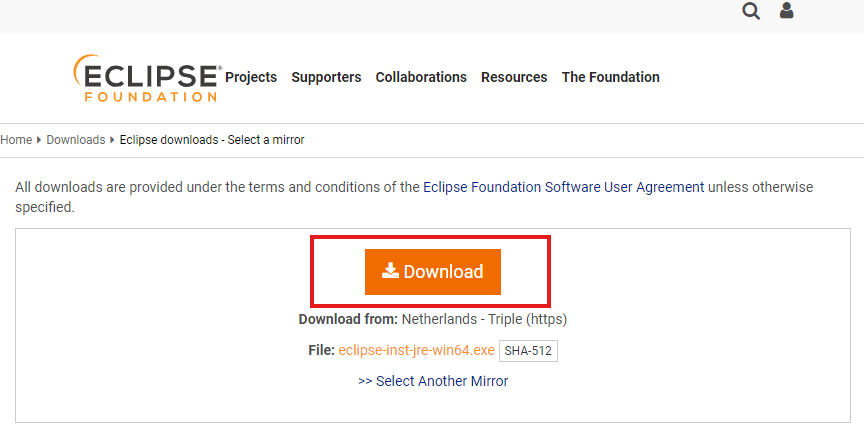 ECLIPSE®
FOUNDATION
Projects Supporters Collaborations Resources The Foundation
Home Downloads Eclipse downloads - Select a mirror
All downloads are provided under the terms and conditions of the Eclipse Foundation Software User Agreement unless otherwise
specified.
Download
Download from: Netherlands - Triple (https)
File: eclipse-inst-jre-win64.exe SHA-512
>> Select Another Mirror